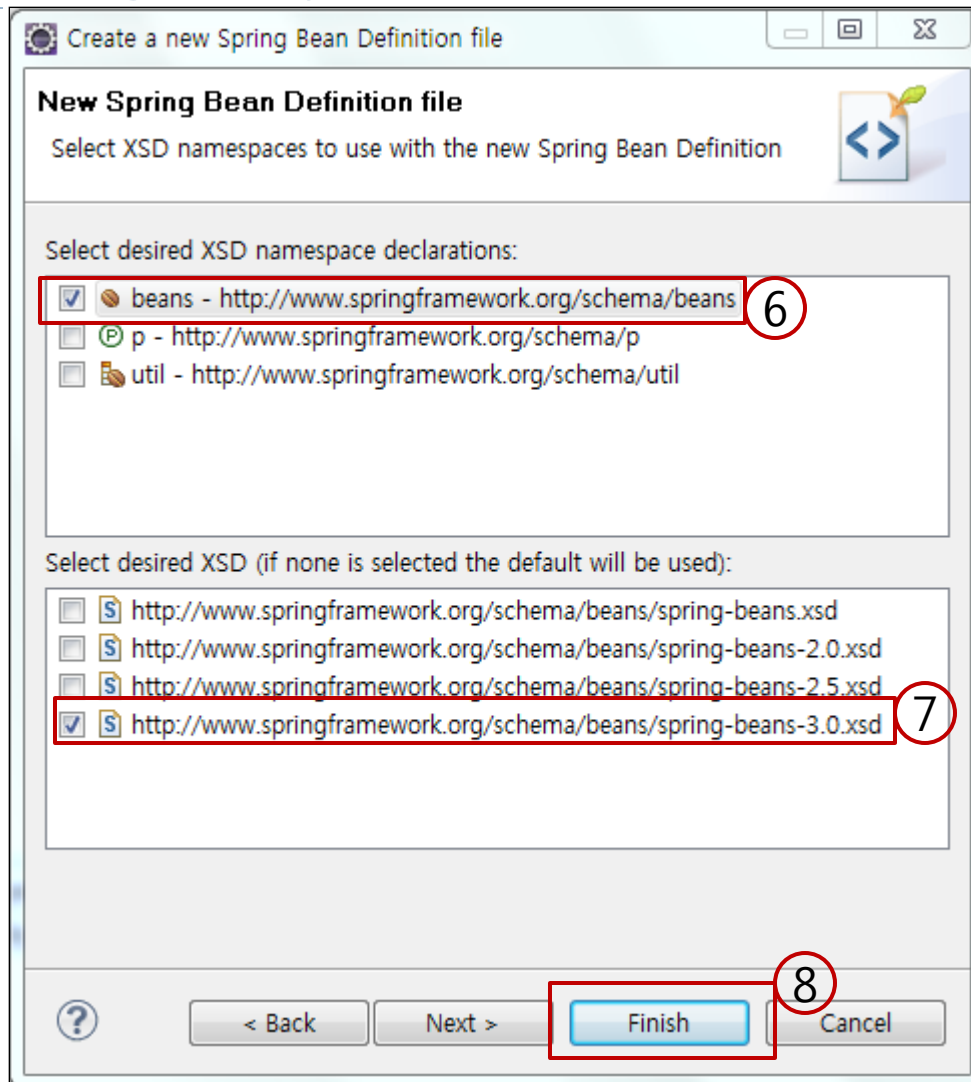 Create a new Spring Bean Definition file
New Spring Bean Definition file
Select XSD namespaces to use with the new Spring Bean Definition
Select desired XSD namespace declarations:
beans - http://www.springframework.org/schema/beans
6
p - http://www.springframework.org/schema/p
util - http://www.springframework.org/schema/util
Select desired XSD (if none is selected the default will be used):
http://www.springframework.org/schema/beans/spring-beans.xsd
http://www.springframework.org/schema/beans/spring-beans-2.0.xsd
http://www.springframework.org/schema/beans/spring-beans-2.5.xsd
http://www.springframework.org/schema/beans/spring-beans-3.0.xsd
7
8
< Back Next > Finish Cancel